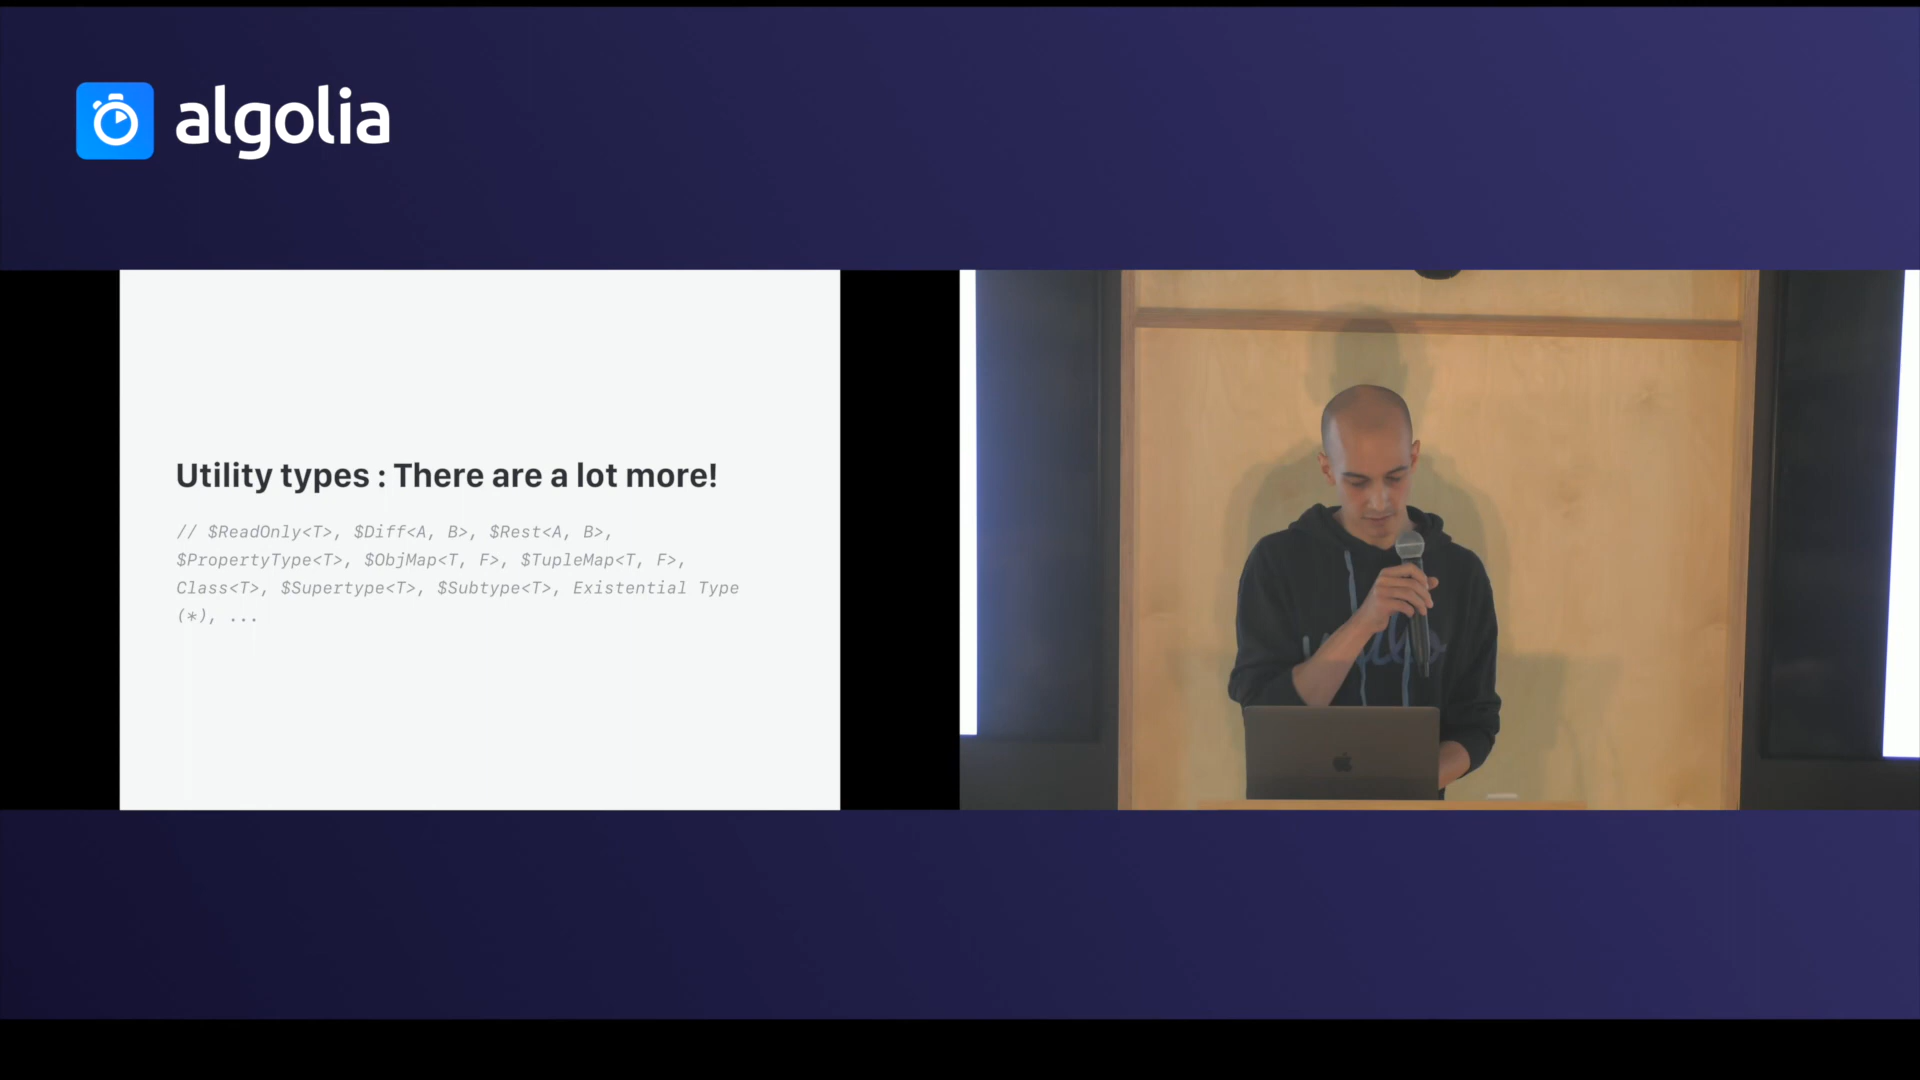 algolia
Utility types : There are a lot more!
// $ReadOnly<T>, $Diff<A, B>, $Rest<A, B>,
$PropertyType<T>, $ObjMap<T, F>, $TupleMap<T, F>,
Class<T>, $Supertype<T>, $Subtype<T>, Existential Type
(*), ...